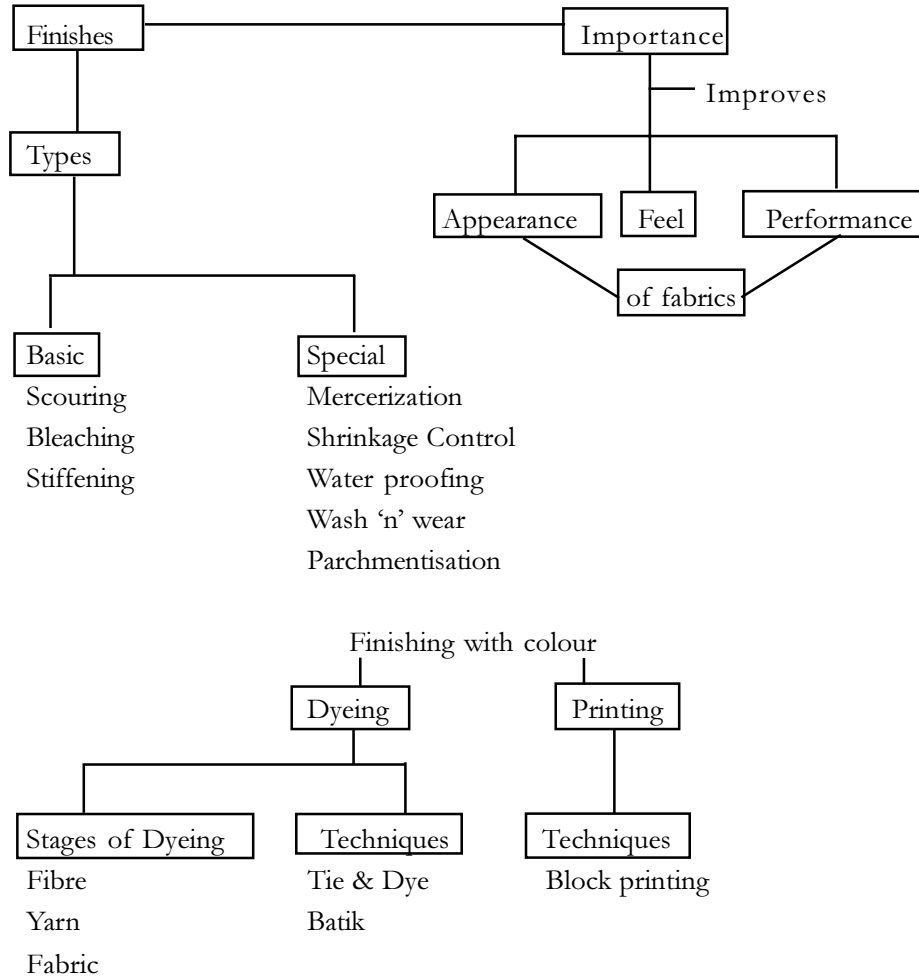 Finishes
Importance
Improves
Types
Appearance
Feel
Performance
of fabrics
Basic
Scouring
Bleaching
Stiffening
Special
Mercerization
Shrinkage Control
Water proofing
Wash ‘n’ wear
Parchmentisation
Finishing with colour
Dyeing
Printing
Stages of Dyeing
Fibre
Yarn
Fabric
Techniques
Tie & Dye
Batik
Techniques
Block printing